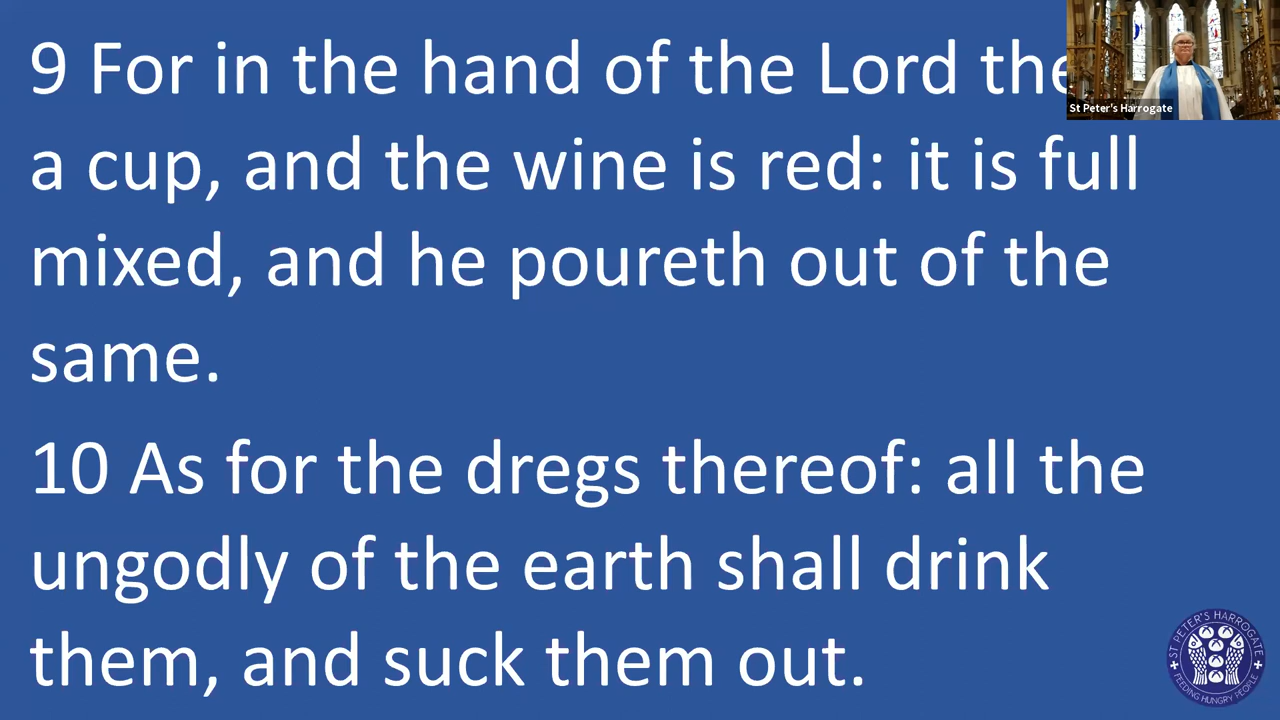 9 For in the hand of the Lord
a cup, and the wine is red: it is full
mixed, and he poureth out of the
same.
10 As for the dregs thereof: all the
ungodly of the earth shall drink
them, and suck them out.
St Peter's Harrogate
ST PETER'S HARROGATE
FEEDING HUNGRY PEOPLE